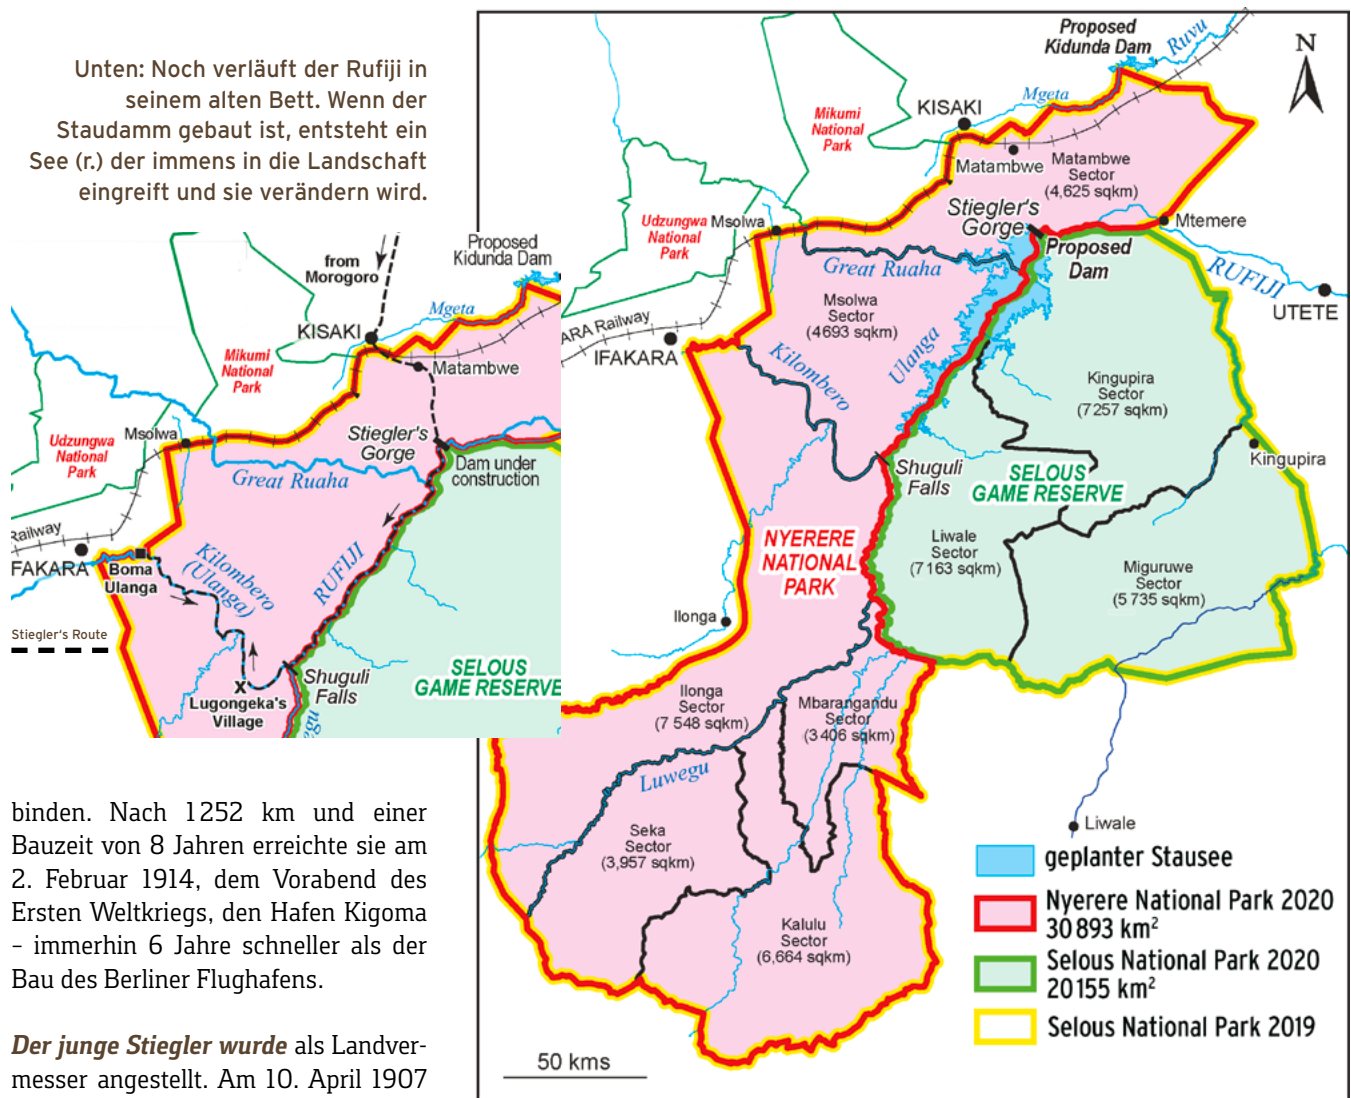 Unten: Noch verläuft der Rufiji in
seinem alten Bett. Wenn der
Staudamm gebaut ist, entsteht ein
See (r.) der immens in die Landschaft
eingreift und sie verändern wird.
from
Morogoro
Proposed
Kidunda Dam
Mgeta
KISAKI
Mikumi
National
Park
Matambwe
Udzungwa
National
Park
Msolwa
Stiegler's
Gorge
Dam under
construction
Great Ruaha
Railway
FAKARA
Boma
Ulanga
Kilombero
(Ulanga)
RUFIJI
Stiegler's Route
X
Lugongeka's
Village
Shuguli
Falls
egu
SELOUS
GAME RESERVE
binden. Nach 1252 km und einer
Bauzeit von 8 Jahren erreichte sie am
2. Februar 1914, dem Vorabend des
Ersten Weltkriegs, den Hafen Kigoma
– immerhin 6 Jahre schneller als der
Bau des Berliner Flughafens.
Der junge Stiegler wurde als Landver-
messer angestellt. Am 10. April 1907
Proposed
Kidunda Dam
Ruvu
N
Mgeta
KISAKI
Mikumi
National
Park
Matambwe
Matambwe
Sector
(4,625 sqkm)
Udzungwa
National
Park
Msolwa
Stiegler's
Gorge
Mtemere
Proposed
Dam
Great Ruaha
RUFIJI
UTETE
Msolwa
Sector
(4693 sqkm)
ARA Railway
IFAKARA
Kilombero
Ulanga
Kingupira
Sector
(7257 sqkm)
Kingupira
Shuguli
Falls
SELOUS
GAME RESERVE
NYERERE
NATIONAL
PARK
Liwale
Sector
(7163 sqkm)
Miguruwe
Sector
(5 735 sqkm)
Ilonga
Ilonga
Sector
(7 548 sqkm)
Mbarangandu
Sector
(3 406 sqkm)
Luwegu
Seka
Sector
(3,957 sqkm)
Liwale
Kalulu
Sector
(6,664 sqkm)
geplanter Stausee
Nyerere National Park 2020
30 893 km²
Selous National Park 2020
20155 km²
Selous National Park 2019
50 kms